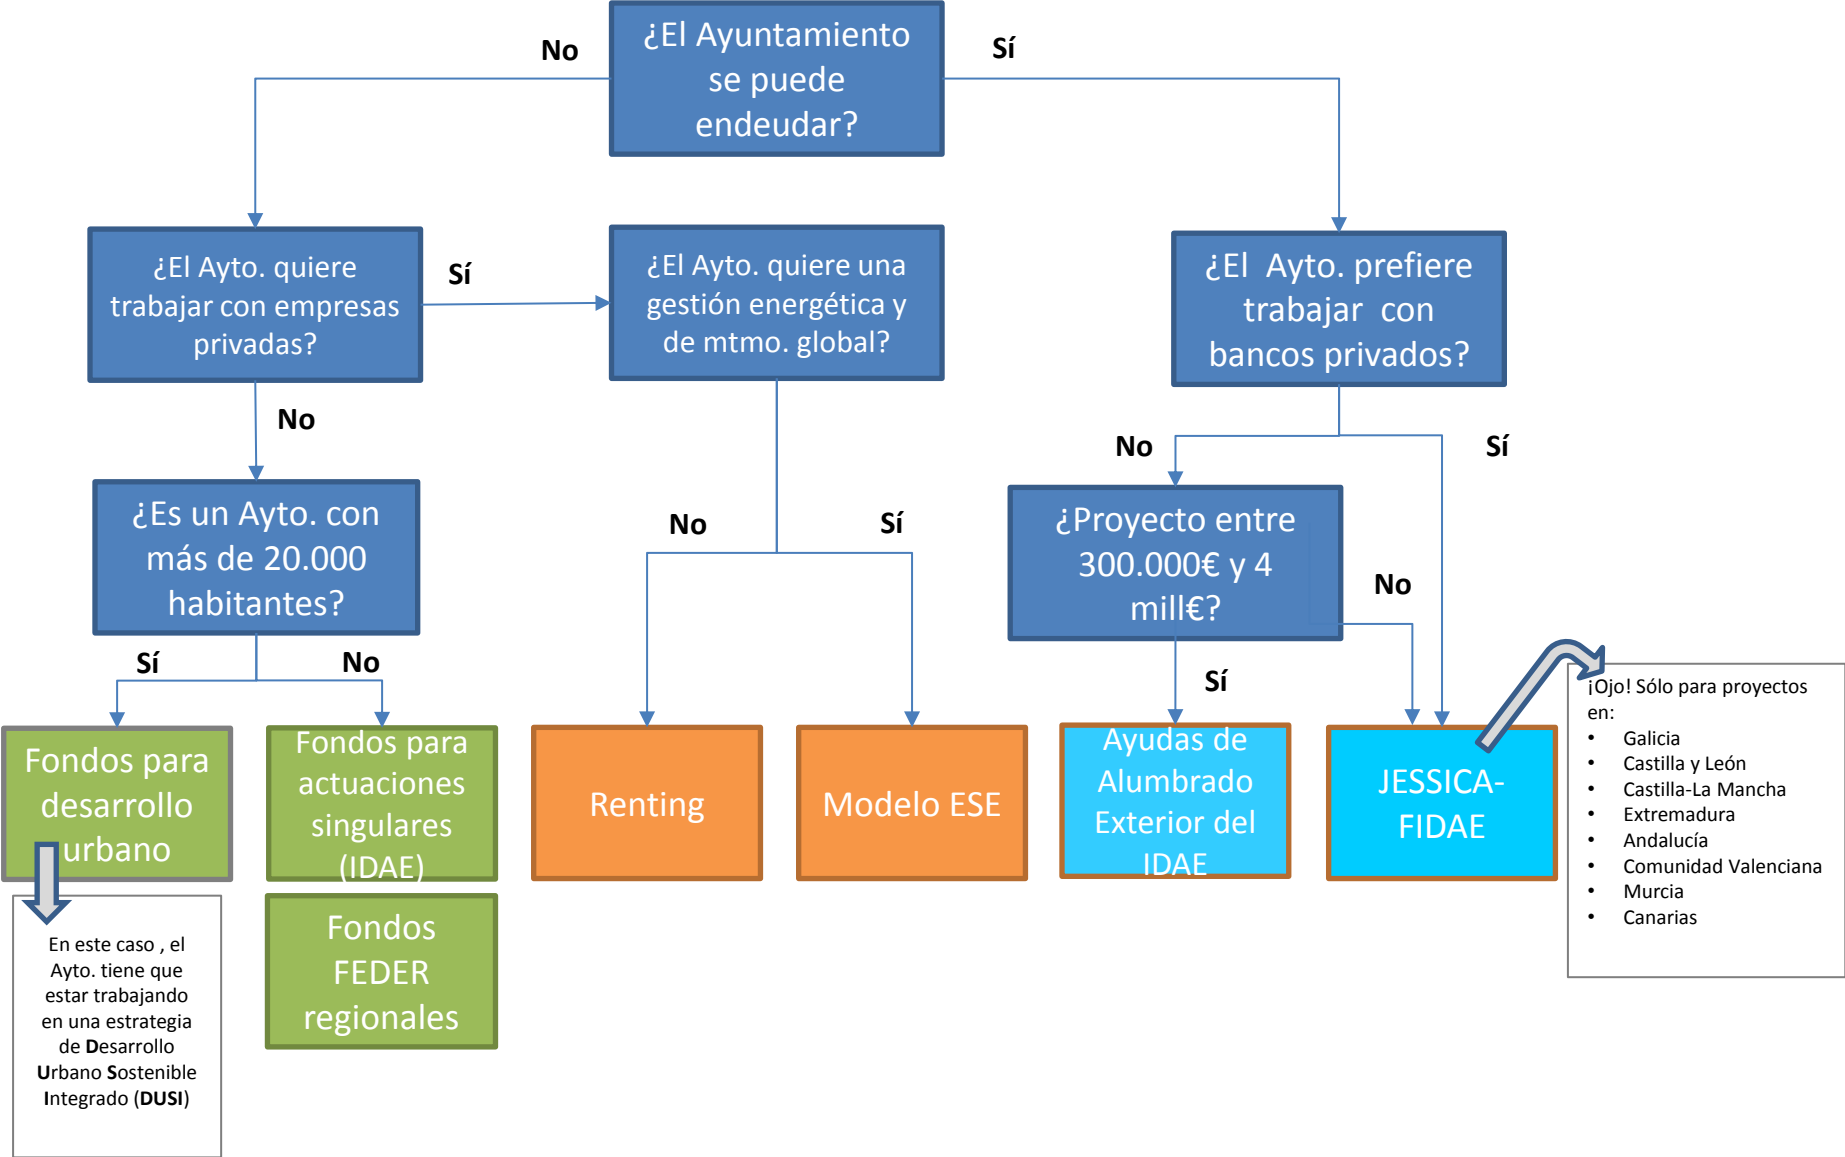 ¿El Ayuntamiento
se puede
endeudar?
No
Sí
¿El Ayto. quiere
trabajar con empresas
privadas?
Sí
¿El Ayto. quiere una
gestión energética y
de mtmo. global?
¿El  Ayto. prefiere
trabajar  con
bancos privados?
No
No
Sí
¿Es un Ayto. con
más de 20.000
habitantes?
No
Sí
¿Proyecto entre
300.000€ y 4
mill€?
No
Sí
No
Sí
Fondos para
desarrollo
urbano
Fondos para
actuaciones
singulares
(IDAE)
Renting
Modelo ESE
Ayudas de
Alumbrado
Exterior del
IDAE
JESSICA-
FIDAE
¡Ojo! Sólo para proyectos
en:
• Galicia
• Castilla y León
• Castilla-La Mancha
• Extremadura
• Andalucía
• Comunidad Valenciana
• Murcia
• Canarias
En este caso , el
Ayto. tiene que
estar trabajando
en una estrategia
de Desarrollo
Urbano Sostenible
Integrado (DUSI)
Fondos
FEDER
regionales